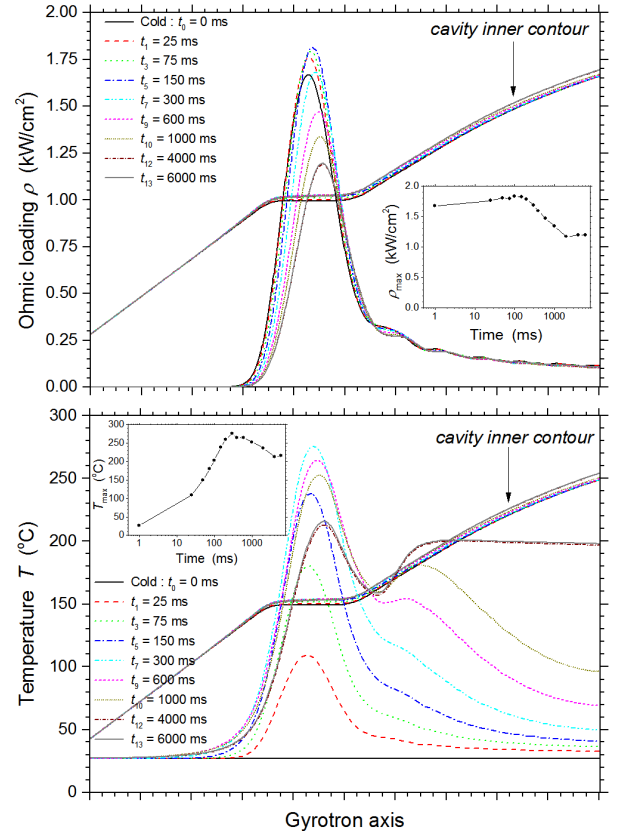 2.00
1.75
1.50
1.25
1.00
0.75
0.50
0.25
0.00
Ohmic loading ρ (kW/cm²)
Cold : t₀ = 0 ms
t₁ = 25 ms
t₃ = 75 ms
t₅ = 150 ms
t₇ = 300 ms
t₉ = 600 ms
t₁₀ = 1000 ms
t₁₂ = 4000 ms
t₁₃ = 6000 ms
cavity inner contour
2.0
1.5
1.0
0.5
0.0
ρmax (kW/cm²)
1 10 100 1000
Time (ms)
300
250
200
150
100
50
0
Temperature T (°C)
300
250
200
150
100
50
0
Tmax (°C)
1 10 100 1000
Time (ms)
cavity inner contour
Cold : t₀ = 0 ms
t₁ = 25 ms
t₃ = 75 ms
t₅ = 150 ms
t₇ = 300 ms
t₉ = 600 ms
t₁₀ = 1000 ms
t₁₂ = 4000 ms
t₁₃ = 6000 ms
Gyrotron axis